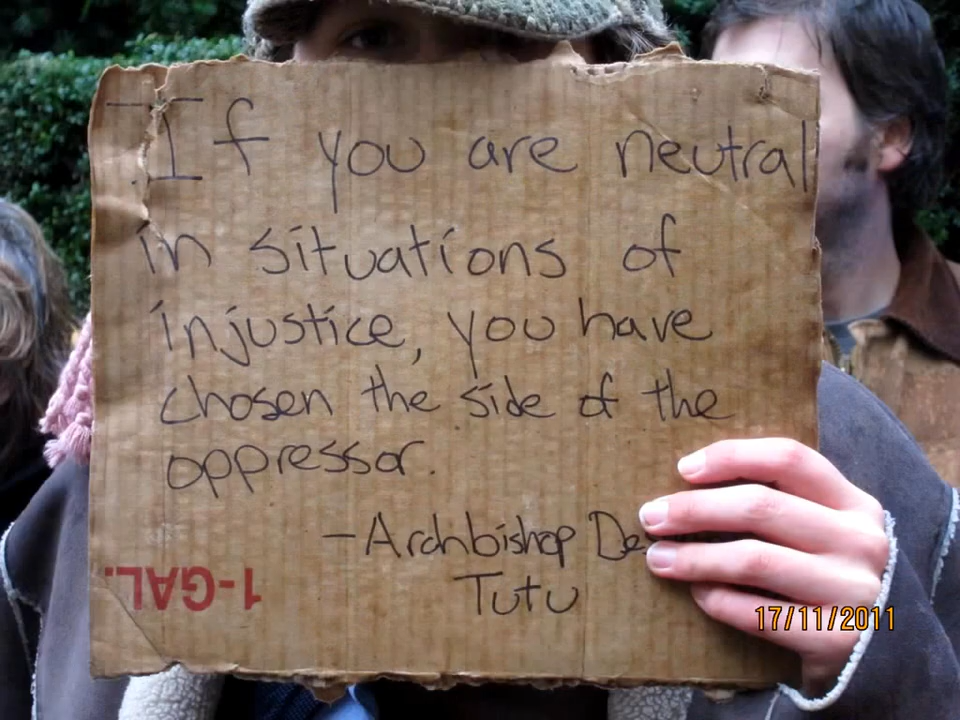 If you are neutral
in situations of
injustice, you have
chosen the side of the
oppressor.
-Archbishop De
Tutu
1-GAL.
17/11/2011